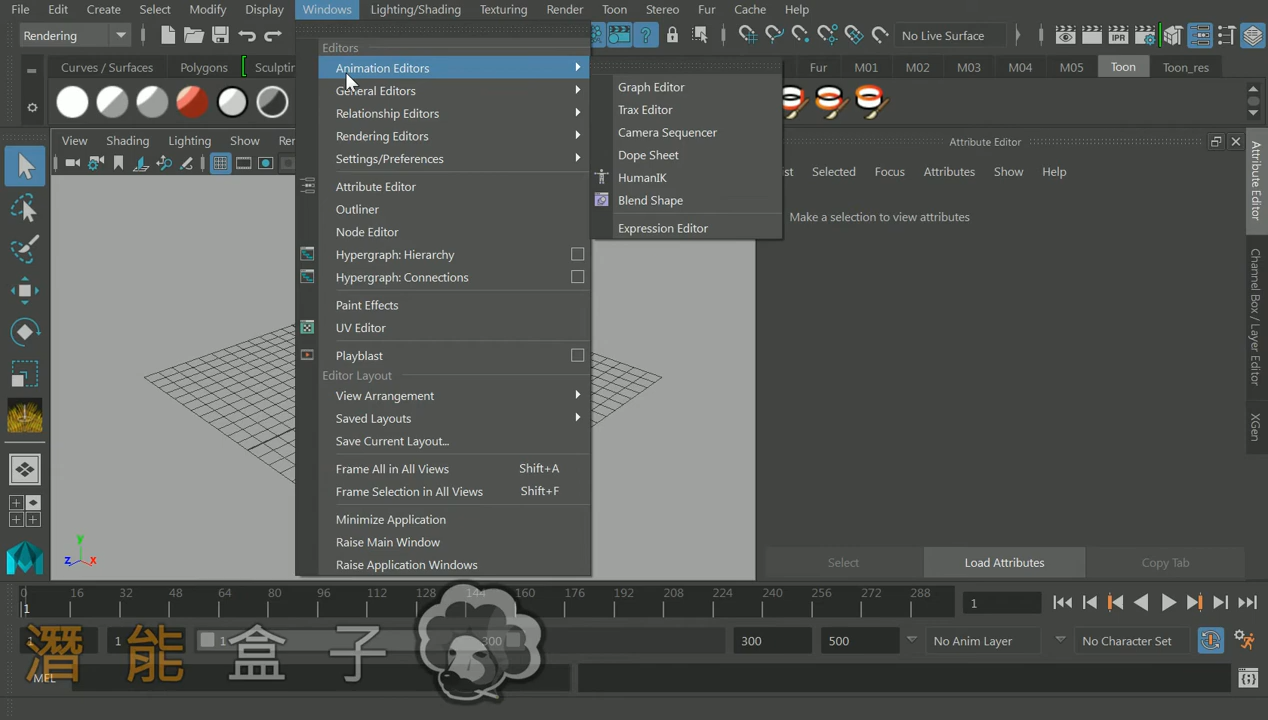 File Edit Create Select Modify Display Windows Lighting/Shading Texturing Render Toon Stereo Fur Cache Help
Rendering
No Live Surface
IPR
Curves / Surfaces Polygons Sculptin
Fur M01 M02 M03 M04 M05 Toon Toon_res
View Shading Lighting Show Ren
Editors
Animation Editors
General Editors
Relationship Editors
Rendering Editors
Settings/Preferences
Attribute Editor
Outliner
Node Editor
Hypergraph: Hierarchy
Hypergraph: Connections
Paint Effects
UV Editor
Playblast
Editor Layout
View Arrangement
Saved Layouts
Save Current Layout...
Frame All in All Views Shift+A
Frame Selection in All Views Shift+F
Minimize Application
Raise Main Window
Raise Application Windows
Graph Editor
Trax Editor
Camera Sequencer
Dope Sheet
HumanIK
Blend Shape
Expression Editor
Attribute Editor
ist Selected Focus Attributes Show Help
Make a selection to view attributes
Select Load Attributes Copy Tab
Attribute Editor
Channel Box / Layer Editor
XGen
y
z x
0 16 32 48 64 80 96 112 128 144 160 176 192 208 224 240 256 272 288
1
1
1 1 1 300 300 500 No Anim Layer No Character Set
潛能盒子
MEL